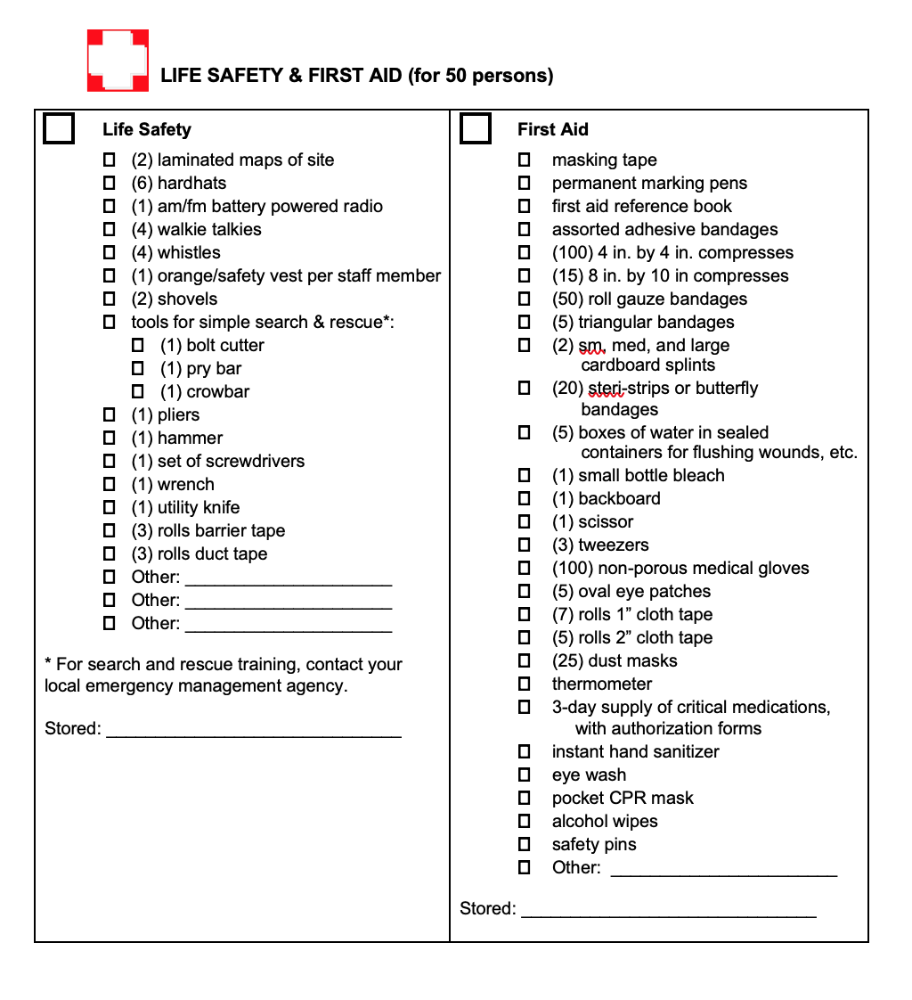 LIFE SAFETY & FIRST AID (for 50 persons)
Life Safety
(2) laminated maps of site
(6) hardhats
(1) am/fm battery powered radio
(4) walkie talkies
(4) whistles
(1) orange/safety vest per staff member
(2) shovels
tools for simple search & rescue*:
(1) bolt cutter
(1) pry bar
(1) crowbar
(1) pliers
(1) hammer
(1) set of screwdrivers
(1) wrench
(1) utility knife
(3) rolls barrier tape
(3) rolls duct tape
Other: _____________________
Other: _____________________
Other: _____________________
* For search and rescue training, contact your
local emergency management agency.
Stored: ______________________________
First Aid
masking tape
permanent marking pens
first aid reference book
assorted adhesive bandages
(100) 4 in. by 4 in. compresses
(15) 8 in. by 10 in compresses
(50) roll gauze bandages
(5) triangular bandages
(2) sm, med, and large
cardboard splints
(20) steri-strips or butterfly
bandages
(5) boxes of water in sealed
containers for flushing wounds, etc.
(1) small bottle bleach
(1) backboard
(1) scissor
(3) tweezers
(100) non-porous medical gloves
(5) oval eye patches
(7) rolls 1” cloth tape
(5) rolls 2” cloth tape
(25) dust masks
thermometer
3-day supply of critical medications,
with authorization forms
instant hand sanitizer
eye wash
pocket CPR mask
alcohol wipes
safety pins
Other: _______________________
Stored: ______________________________